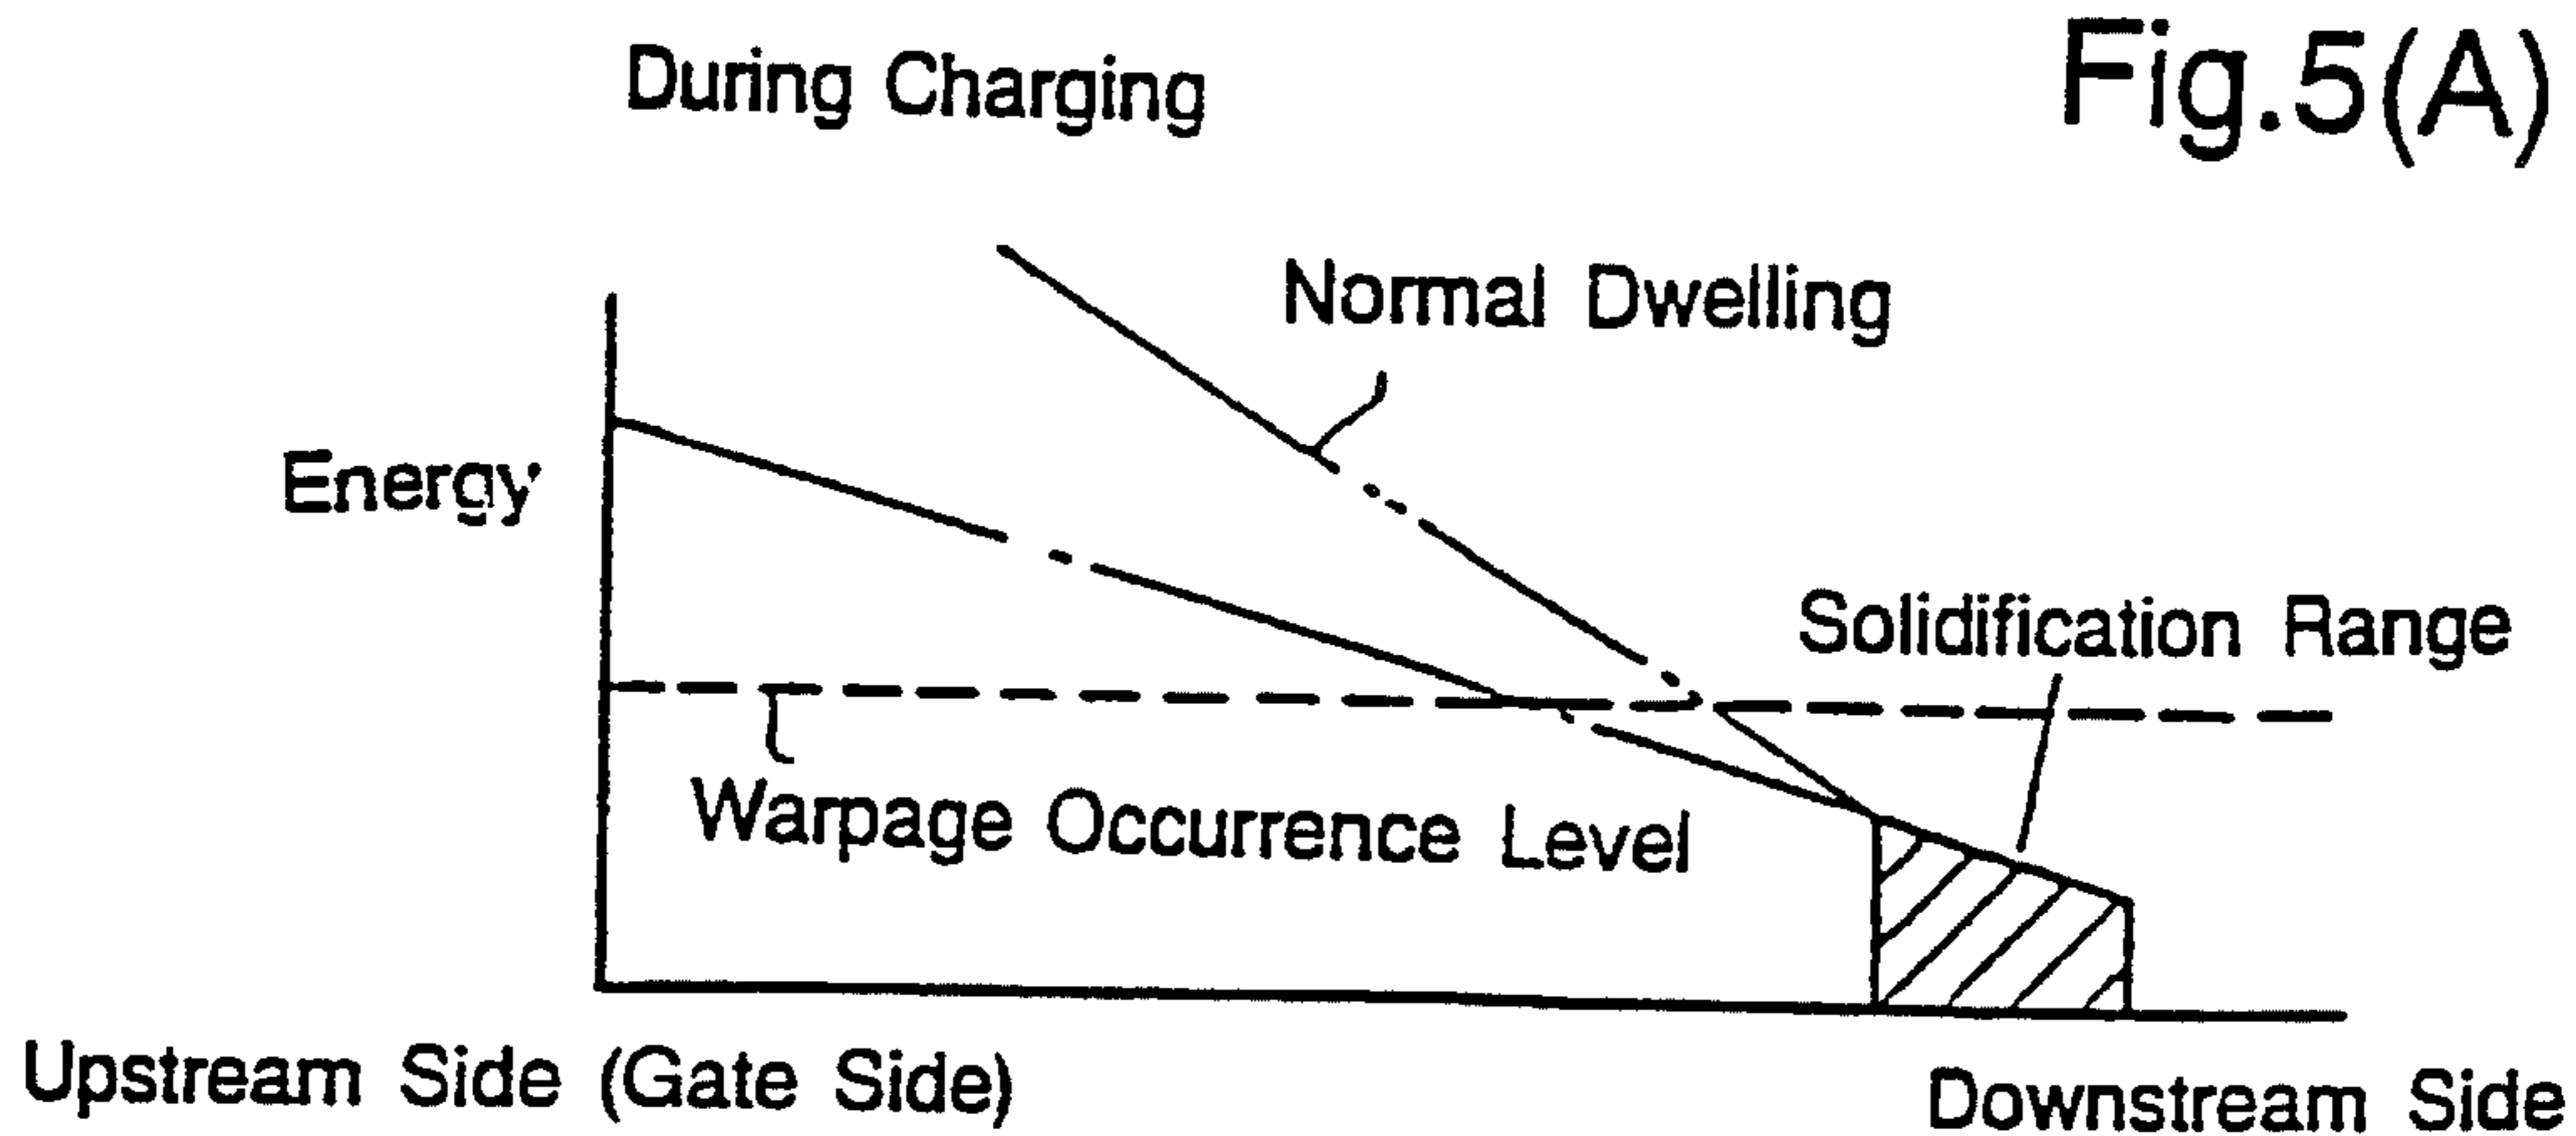 Fig.5(A)
During Charging
Normal Dwelling
Energy
Solidification Range
Warpage Occurrence Level
Upstream Side (Gate Side)
Downstream Side